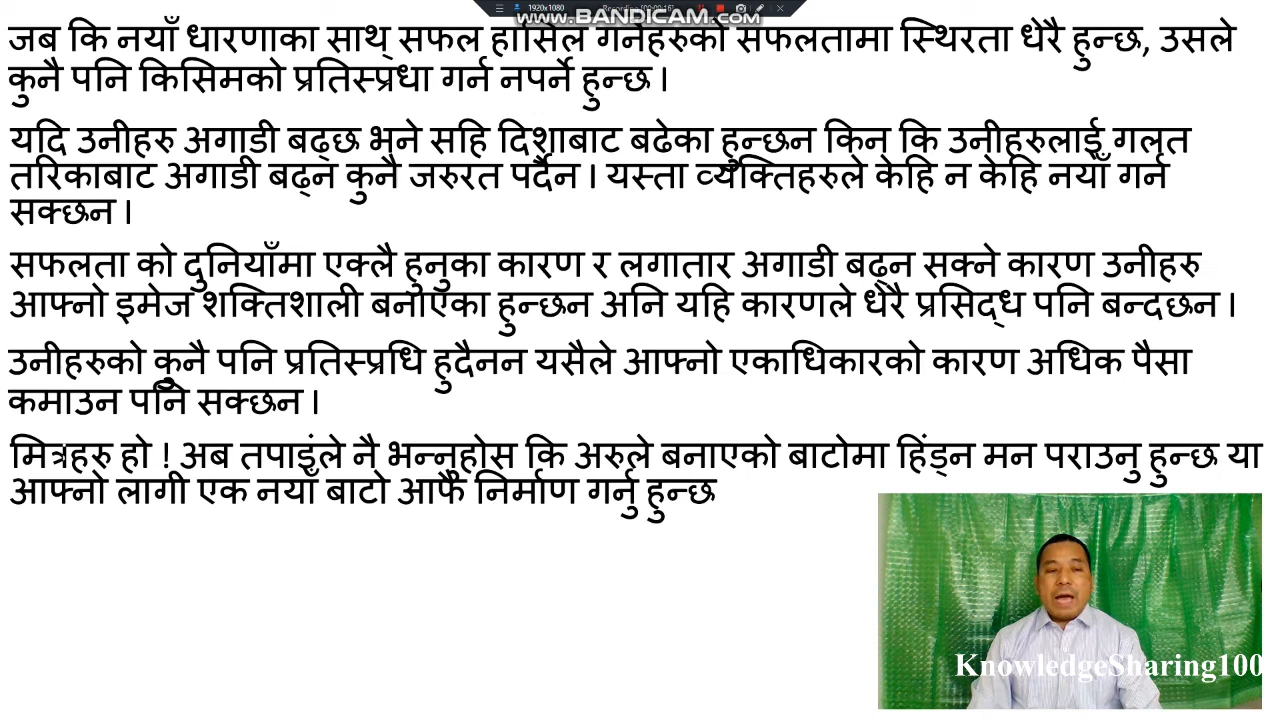 1920x1080
Recording [00:00:16]
www.BANDICAM.com
जब कि नयाँ धारणाका साथ् सफल हासिल गर्नेहरुको सफलतामा स्थिरता धेरै हुन्छ, उसले
कुनै पनि किसिमको प्रतिस्प्रधा गर्न नपर्ने हुन्छ ।
यदि उनीहरु अगाडी बढ्छ भने सहि दिशाबाट बढेका हुन्छन किन कि उनीहरुलाई गलत
तरिकाबाट अगाडी बढ्न कुनै जरुरत पर्दैन । यस्ता व्यक्तिहरुले केहि न केहि नयाँ गर्न
सक्छन ।
सफलता को दुनियाँमा एक्लै हुनुका कारण र लगातार अगाडी बढ्न सक्ने कारण उनीहरु
आफ्नो इमेज शक्तिशाली बनाएका हुन्छन अनि यहि कारणले धेरै प्रसिद्ध पनि बन्दछन ।
उनीहरुको कुनै पनि प्रतिस्प्रधि हुदैनन यसैले आफ्नो एकाधिकारको कारण अधिक पैसा
कमाउन पनि सक्छन ।
मित्रहरु हो ! अब तपाइंले नै भन्नुहोस कि अरुले बनाएको बाटोमा हिंड्न मन पराउनु हुन्छ या
आफ्नो लागी एक नयाँ बाटो आफै निर्माण गर्नु हुन्छ
KnowledgeSharing100